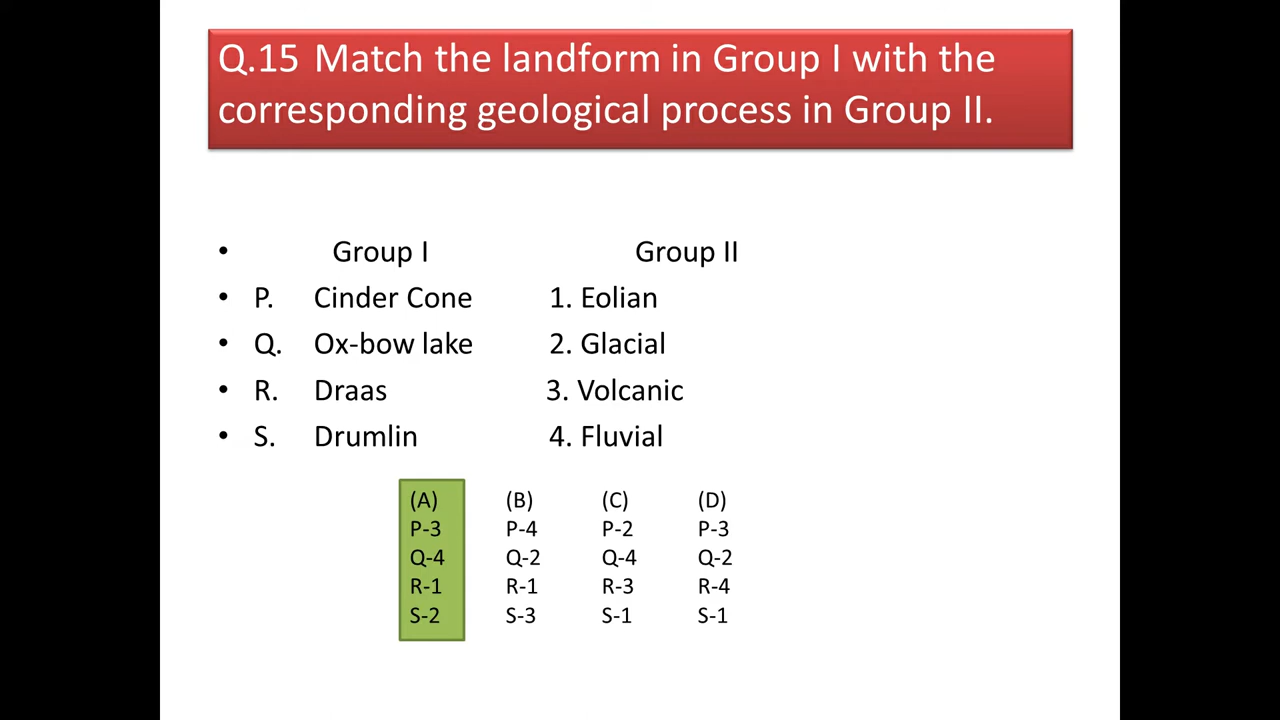 Q.15 Match the landform in Group I with the
corresponding geological process in Group II.
• Group I Group II
• P. Cinder Cone 1. Eolian
• Q. Ox-bow lake 2. Glacial
• R. Draas 3. Volcanic
• S. Drumlin 4. Fluvial
(A) (B) (C) (D)
P-3 P-4 P-2 P-3
Q-4 Q-2 Q-4 Q-2
R-1 R-1 R-3 R-4
S-2 S-3 S-1 S-1